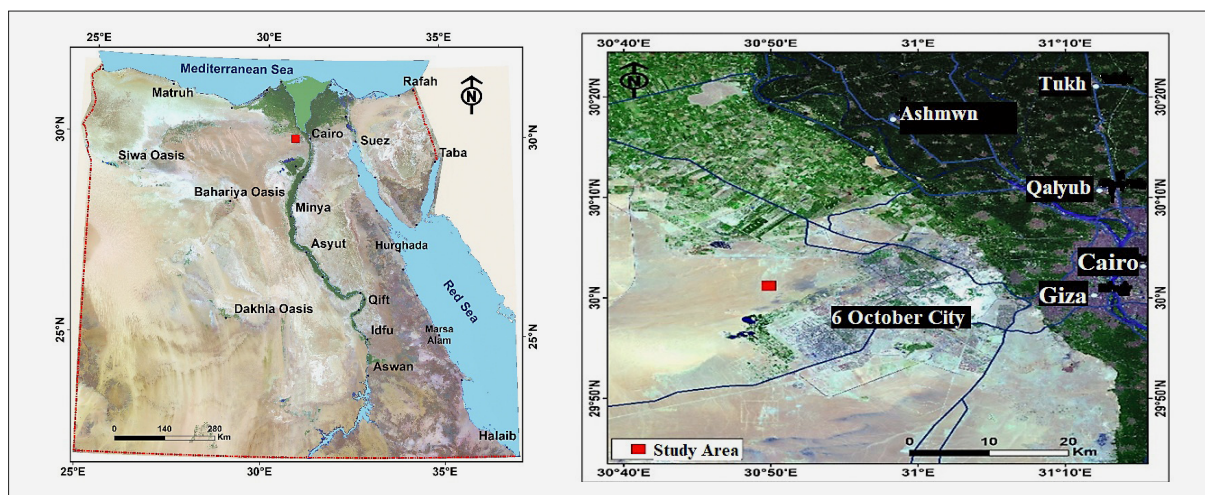 25°E 30°E 35°E
Mediterranean Sea
Rafah
Matruh
N
30°N
Cairo
Suez
30°N
Siwa Oasis
Taba
Bahariya Oasis
Minya
Asyut
Hurghada
Red Sea
Dakhla Oasis
Qift
25°N
Idfu
Marsa
Alam
25°N
Aswan
0 140 280
Km
Halaib
25°E 30°E 35°E
30°40'E 30°50'E 31°E 31°10'E
N
Tukh
30°20'N
Ashmwn
30°20'N
30°10'N
Qalyub
30°10'N
Cairo
30°N
Giza
30°N
6 October City
29°50'N
29°50'N
Study Area
0 10 20
Km
30°40'E 30°50'E 31°E 31°10'E